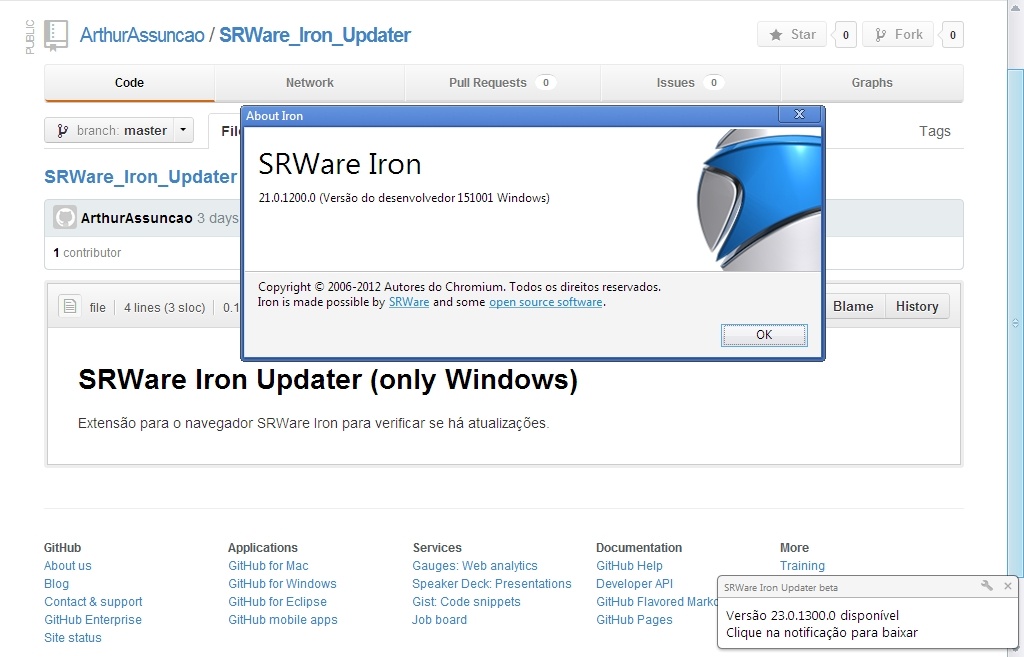 PUBLIC
ArthurAssuncao / SRWare_Iron_Updater
Star 0 Fork 0
Code Network Pull Requests 0 Issues 0 Graphs
branch: master
Tags
About Iron
SRWare Iron
21.0.1200.0 (Versão do desenvolvedor 151001 Windows)
Copyright © 2006-2012 Autores do Chromium. Todos os direitos reservados.
Iron is made possible by SRWare and some open source software.
OK
SRWare_Iron_Updater
ArthurAssuncao 3 days
1 contributor
file 4 lines (3 sloc) 0.1
Blame History
SRWare Iron Updater (only Windows)
Extensão para o navegador SRWare Iron para verificar se há atualizações.
GitHub
About us
Blog
Contact & support
GitHub Enterprise
Site status
Applications
GitHub for Mac
GitHub for Windows
GitHub for Eclipse
GitHub mobile apps
Services
Gauges: Web analytics
Speaker Deck: Presentations
Gist: Code snippets
Job board
Documentation
GitHub Help
Developer API
GitHub Flavored
GitHub Pages
More
Training
SRWare Iron Updater beta
Versão 23.0.1300.0 disponível
Clique na notificação para baixar